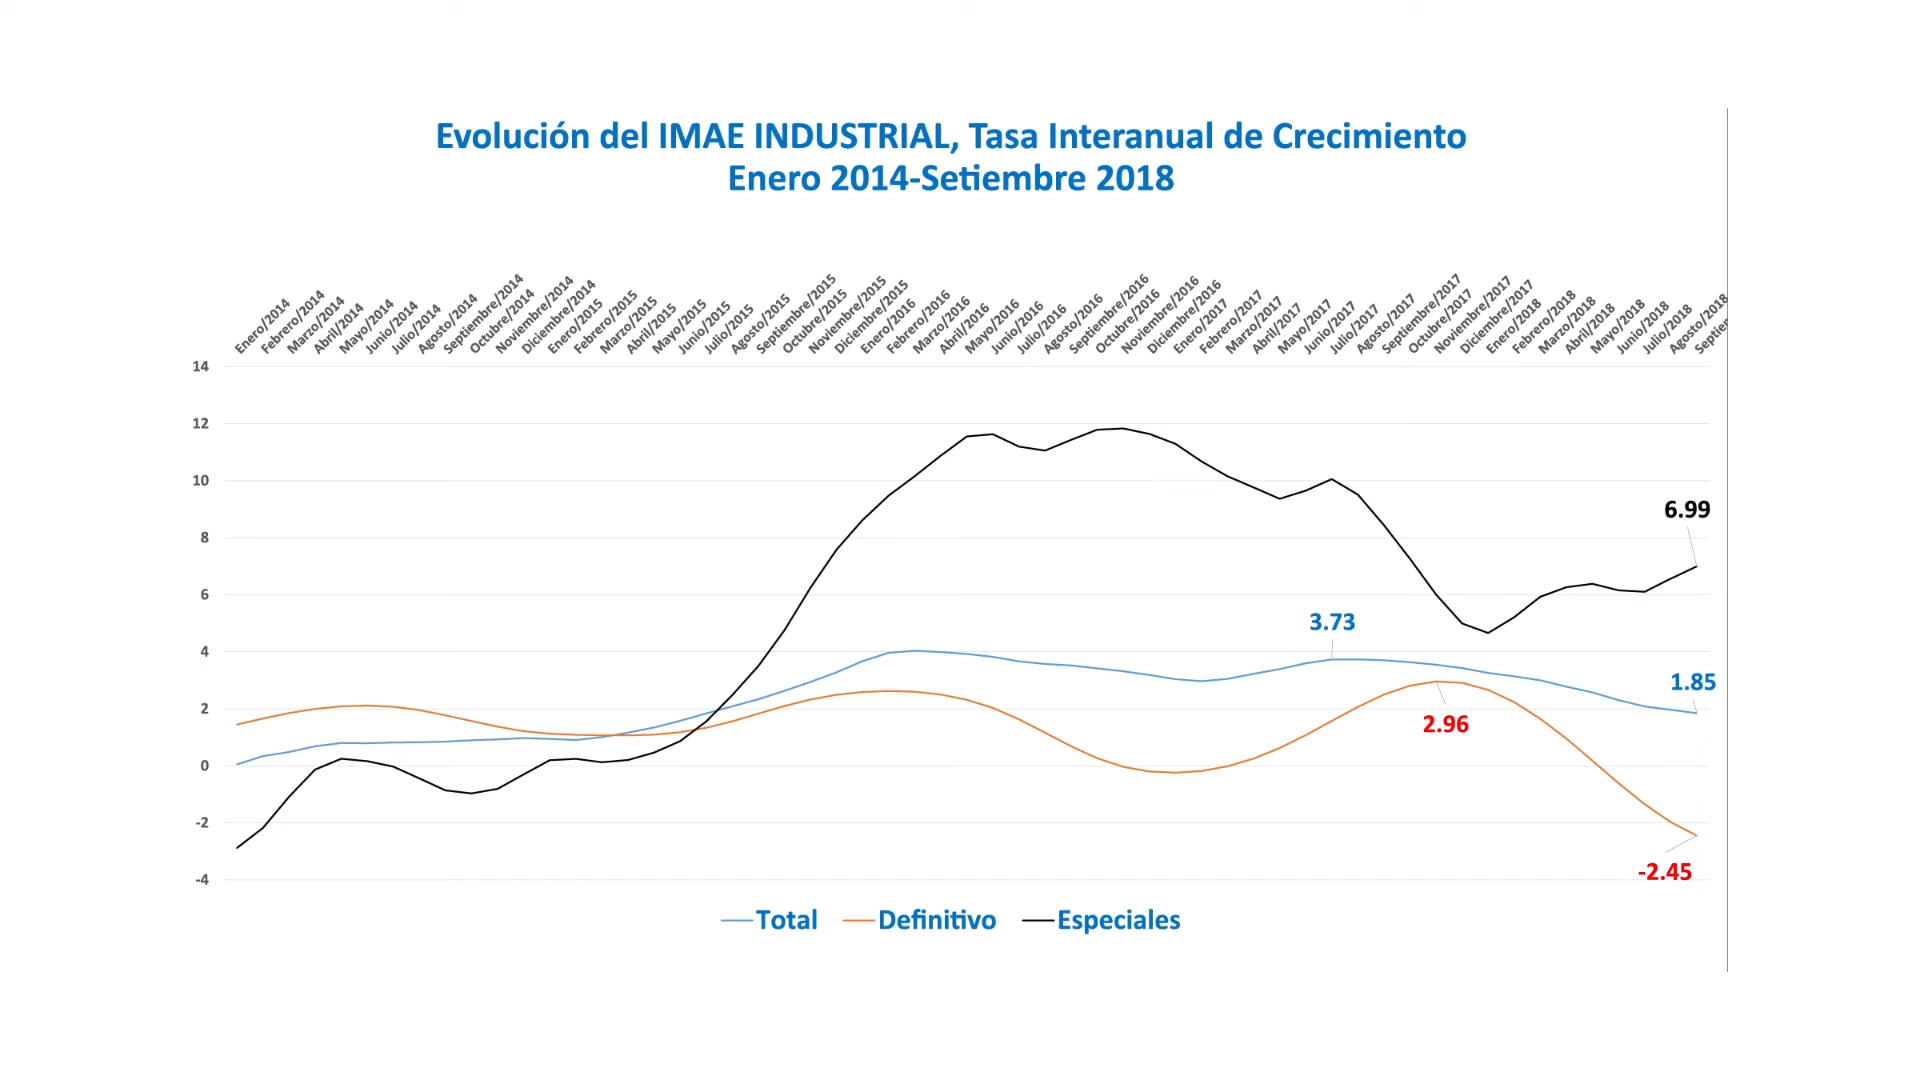 Evolución del IMAE INDUSTRIAL, Tasa Interanual de Crecimiento
Enero 2014-Setiembre 2018
Enero/2014
Febrero/2014
Marzo/2014
Abril/2014
Mayo/2014
Junio/2014
Julio/2014
Agosto/2014
Septiembre/2014
Octubre/2014
Noviembre/2014
Diciembre/2014
Enero/2015
Febrero/2015
Marzo/2015
Abril/2015
Mayo/2015
Junio/2015
Julio/2015
Agosto/2015
Septiembre/2015
Octubre/2015
Noviembre/2015
Diciembre/2015
Enero/2016
Febrero/2016
Marzo/2016
Abril/2016
Mayo/2016
Junio/2016
Julio/2016
Agosto/2016
Septiembre/2016
Octubre/2016
Noviembre/2016
Diciembre/2016
Enero/2017
Febrero/2017
Marzo/2017
Abril/2017
Mayo/2017
Junio/2017
Julio/2017
Agosto/2017
Septiembre/2017
Octubre/2017
Noviembre/2017
Diciembre/2017
Enero/2018
Febrero/2018
Marzo/2018
Abril/2018
Mayo/2018
Junio/2018
Julio/2018
Agosto/2018
Septie
14
12
10
8
6
4
2
0
-2
-4
6.99
3.73
1.85
2.96
-2.45
Total Definitivo Especiales